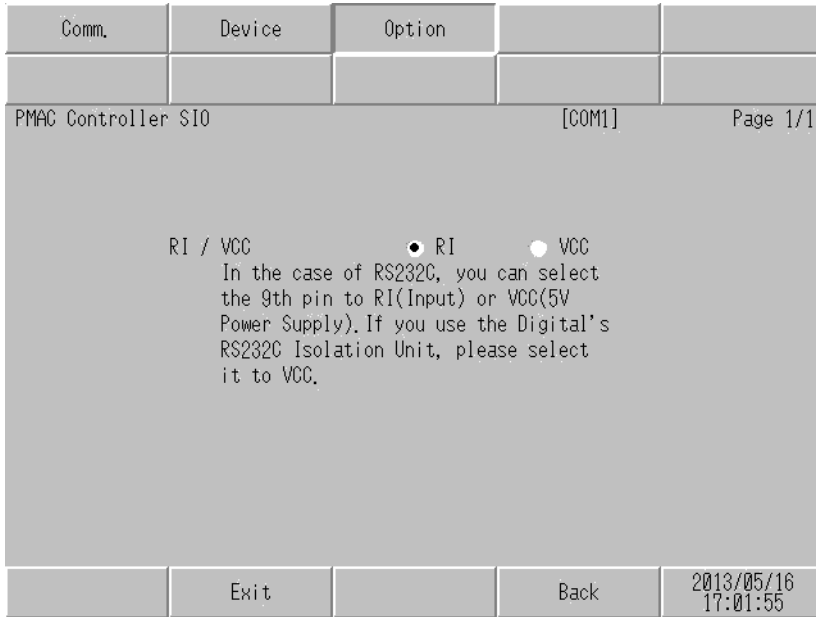 Comm. Device Option
PMAC Controller SIO [COM1] Page 1/1
RI / VCC RI VCC
In the case of RS232C, you can select
the 9th pin to RI(Input) or VCC(5V
Power Supply).If you use the Digital's
RS232C Isolation Unit, please select
it to VCC.
Exit Back 2013/05/16
17:01:55